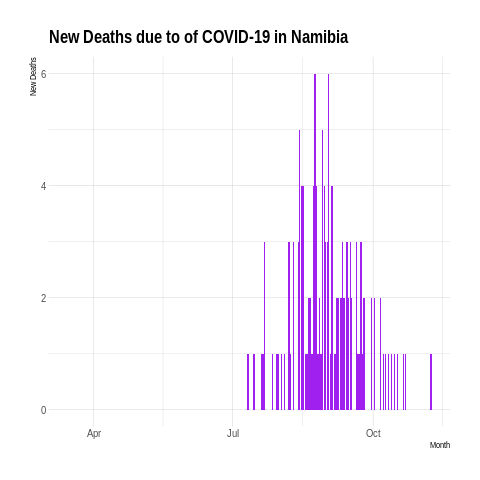 New Deaths due to of COVID-19 in Namibia
New Deaths
6
4
2
0
Apr
Jul
Oct
Month